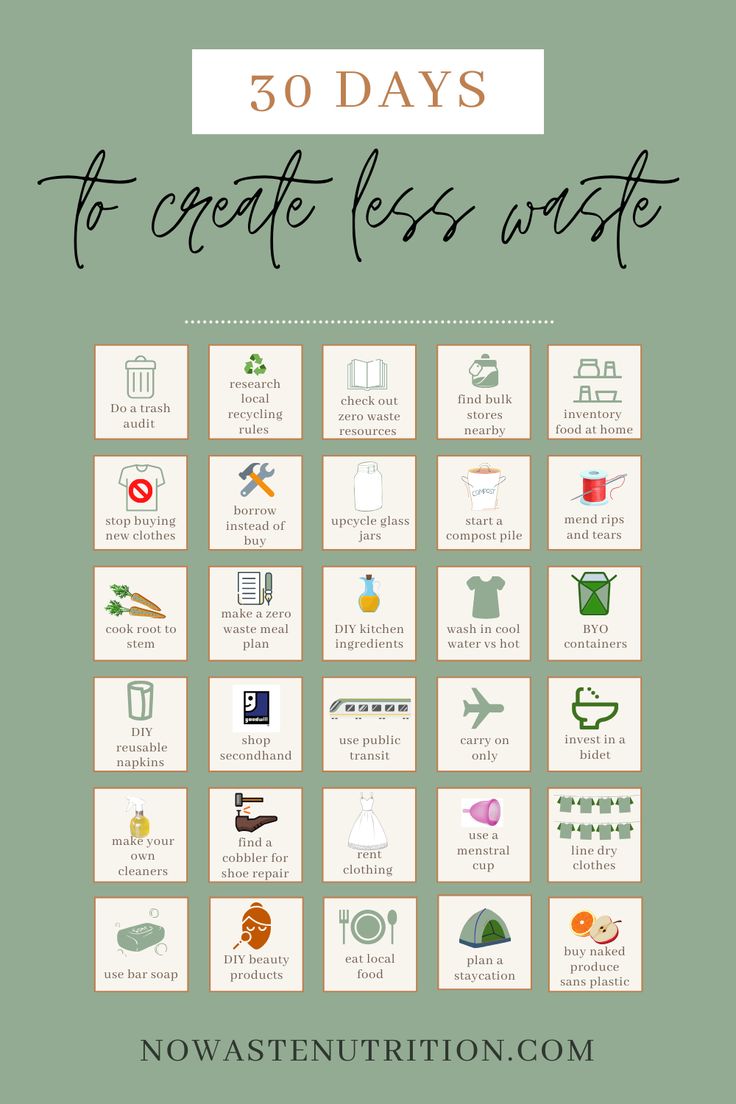 30 DAYS
to create less waste
Do a trash
audit
research
local
recycling
rules
check out
zero waste
resources
find bulk
stores
nearby
inventory
food at home
stop buying
new clothes
borrow
instead of
buy
upcycle glass
jars
COMPOST
start a
compost pile
mend rips
and tears
cook root to
stem
make a zero
waste meal
plan
DIY kitchen
ingredients
wash in cool
water vs hot
BYO
containers
DIY
reusable
napkins
goodwill
shop
secondhand
use public
transit
carry on
only
invest in a
bidet
make your
own
cleaners
find a
cobbler for
shoe repair
rent
clothing
use a
menstral
cup
line dry
clothes
SOAP
use bar soap
DIY beauty
products
eat local
food
plan a
staycation
buy naked
produce
sans plastic
NOWASTENUTRITION.COM